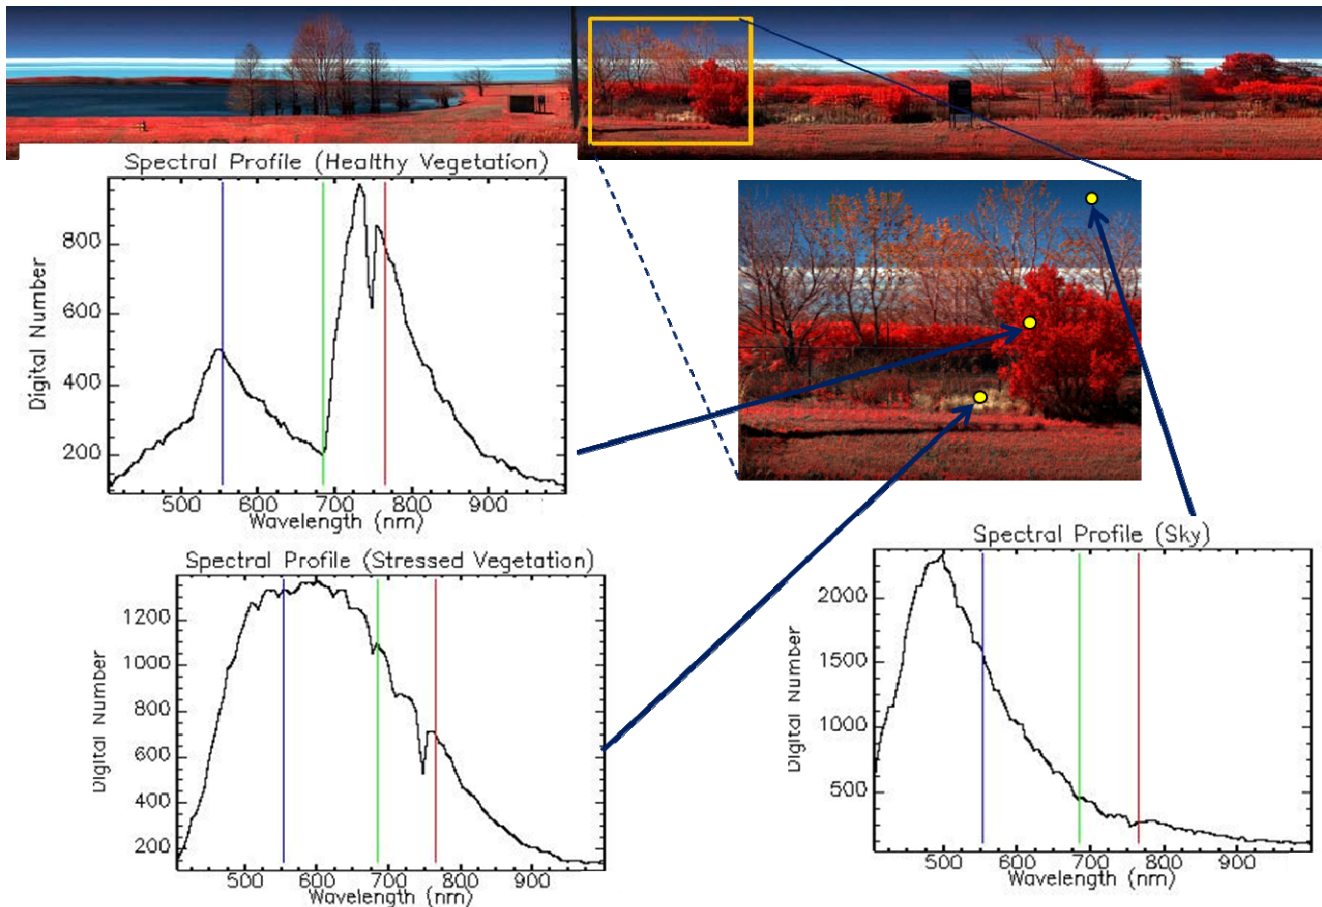 Spectral Profile (Healthy Vegetation)
800
600
400
200
Digital Number
500 600 700 800 900
Wavelength (nm)
Spectral Profile (Stressed Vegetation)
1200
1000
800
600
400
200
Digital Number
500 600 700 800 900
Wavelength (nm)
Spectral Profile (Sky)
2000
1500
1000
500
Digital Number
500 600 700 800 900
Wavelength (nm)